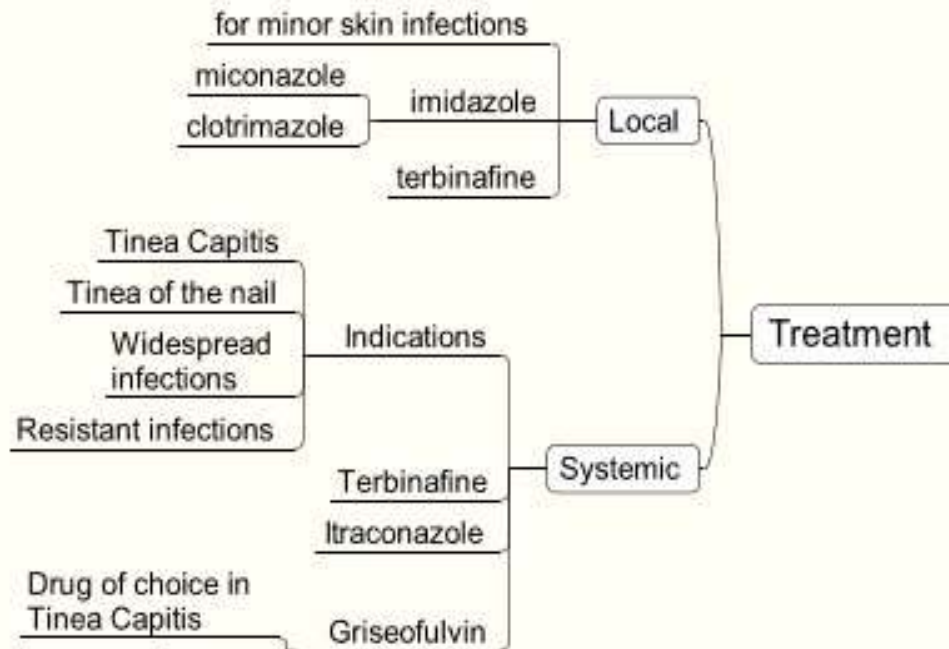 Treatment
Local
for minor skin infections
imidazole
miconazole
clotrimazole
terbinafine
Systemic
Indications
Tinea Capitis
Tinea of the nail
Widespread
infections
Resistant infections
Terbinafine
Itraconazole
Griseofulvin
Drug of choice in
Tinea Capitis